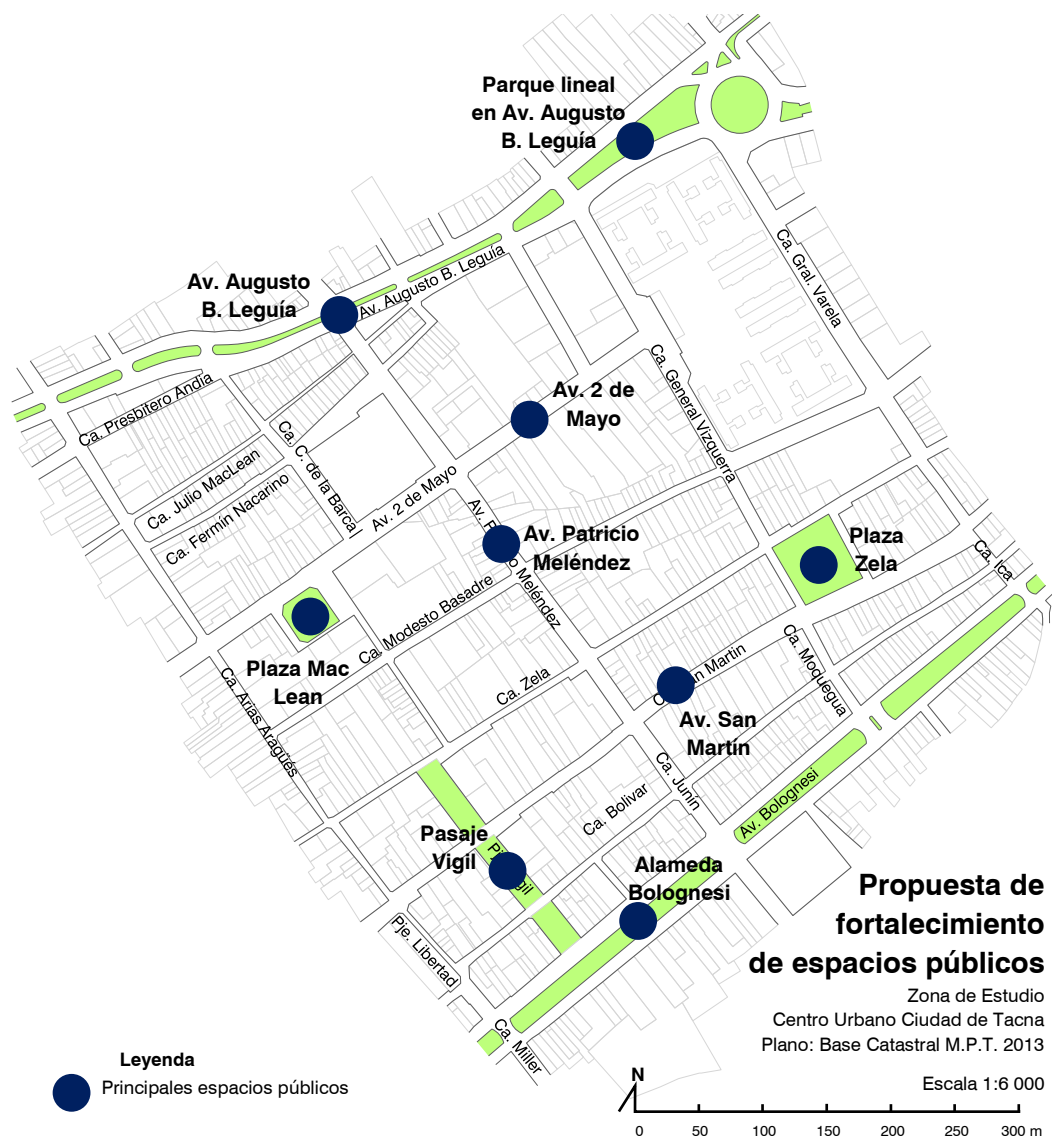 Parque lineal
en Av. Augusto
B. Leguía
Ca. Gral. Varela
Av. Augusto
B. Leguía
Av. Augusto B. Leguía
Ca. Presbitero Andía
Ca. General Vizquerra
Av. 2 de
Mayo
Ca. C. de la Barca
Ca. Julio MacLean
Ca. Fermín Nacarino
Av. 2 de Mayo
Av. Patricio
Meléndez
Meléndez
Plaza
Zela
Ca. Ica
Ca. Modesto Basadre
Plaza Mac
Lean
Ca. Arias Aragües
Ca. Zela
Martin
Ca. Moquegua
Av. San
Martín
Ca. Junín
Ca. Bolivar
Av. Bolognesi
Pasaje
Vigil
Alameda
Bolognesi
Pje. Libertad
Ca. Miller
Propuesta de
fortalecimiento
de espacios públicos
Zona de Estudio
Centro Urbano Ciudad de Tacna
Plano: Base Catastral M.P.T. 2013
Escala 1:6 000
Leyenda
Principales espacios públicos
N
0 50 100 150 200 250 300 m